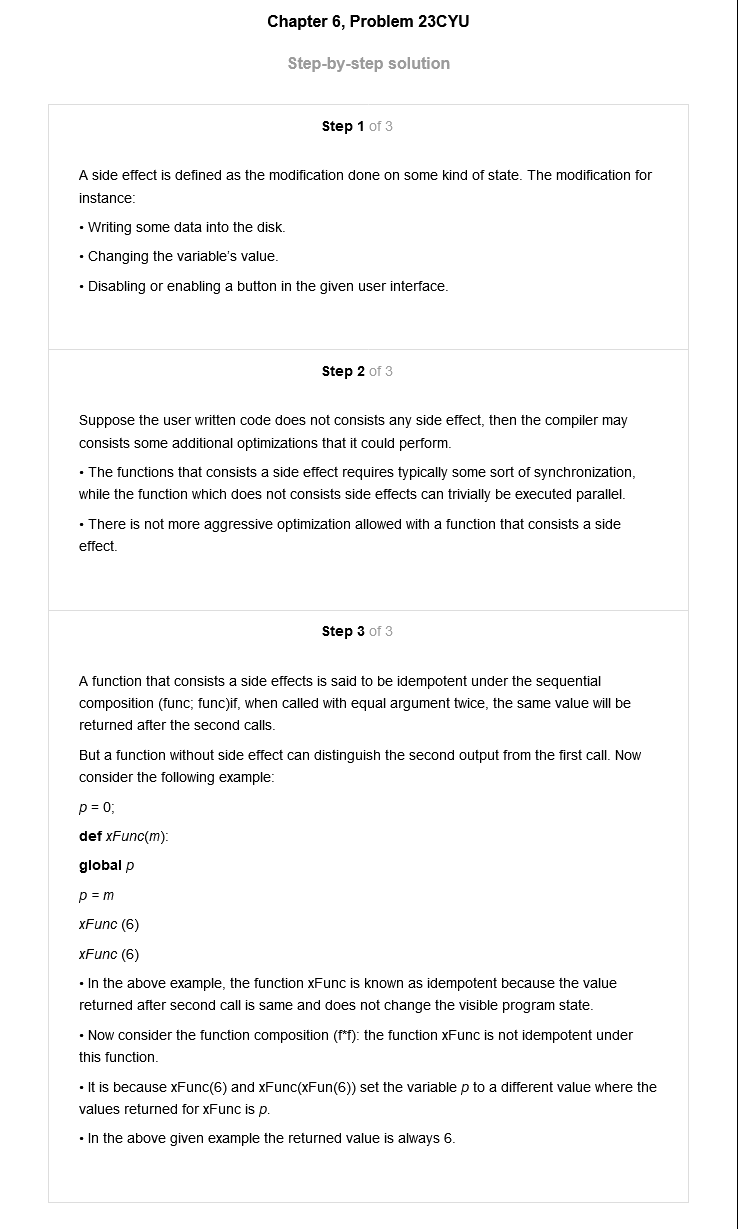 Chapter 6, Problem 23CYU
Step-by-step solution
Step 1 of 3
A side effect is defined as the modification done on some kind of state. The modification for
instance:
• Writing some data into the disk.
• Changing the variable's value.
• Disabling or enabling a button in the given user interface.
Step 2 of 3
Suppose the user written code does not consists any side effect, then the compiler may
consists some additional optimizations that it could perform.
• The functions that consists a side effect requires typically some sort of synchronization,
while the function which does not consists side effects can trivially be executed parallel.
• There is not more aggressive optimization allowed with a function that consists a side
effect.
Step 3 of 3
A function that consists a side effects is said to be idempotent under the sequential
composition (func; func)if, when called with equal argument twice, the same value will be
returned after the second calls.
But a function without side effect can distinguish the second output from the first call. Now
consider the following example:
p = 0;
def xFunc(m):
global p
p = m
xFunc (6)
xFunc (6)
• In the above example, the function xFunc is known as idempotent because the value
returned after second call is same and does not change the visible program state.
• Now consider the function composition (f*f): the function xFunc is not idempotent under
this function.
• It is because xFunc(6) and xFunc(xFun(6)) set the variable p to a different value where the
values returned for xFunc is p.
• In the above given example the returned value is always 6.